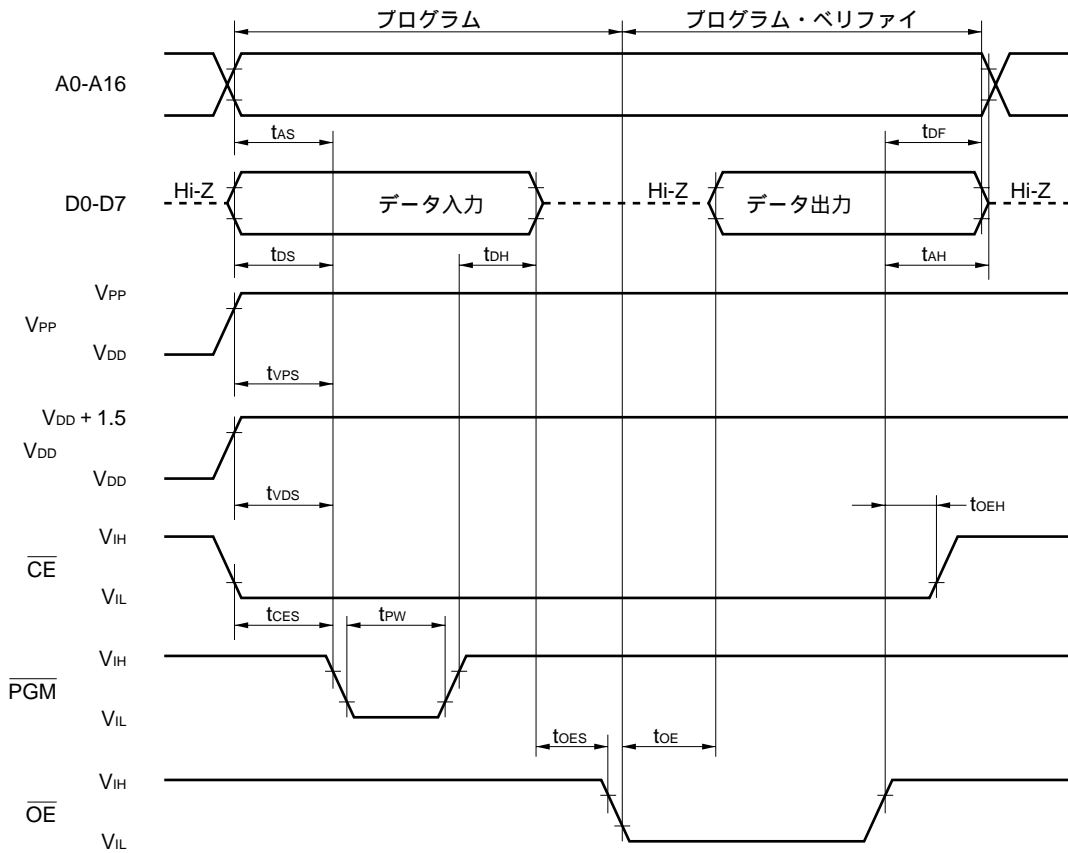 プログラム プログラム・ベリファイ
A0-A16
tAS tDF
D0-D7 Hi-Z データ入力 Hi-Z データ出力 Hi-Z
tDS tDH tAH
VPP
VPP
VDD
tVPS
VDD + 1.5
VDD
VDD
tVDS tOEH
VIH
CE
VIL
tCES tPW
VIH
PGM
VIL
tOES tOE
VIH
OE
VIL